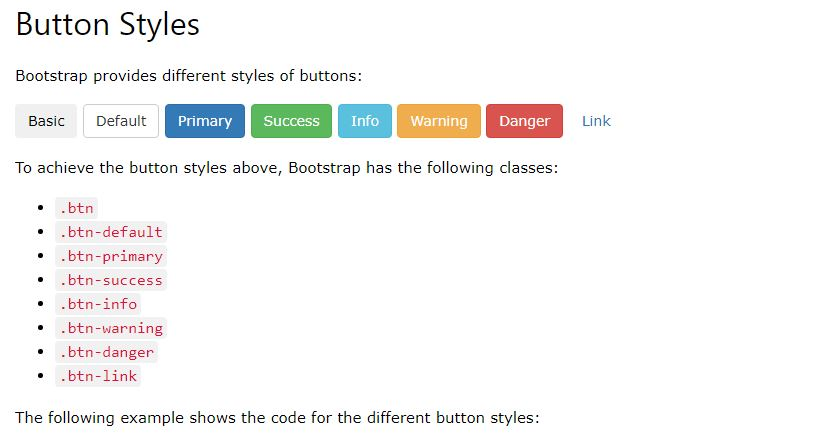 Button Styles
Bootstrap provides different styles of buttons:
Basic Default Primary Success Info Warning Danger Link
To achieve the button styles above, Bootstrap has the following classes:
.btn
.btn-default
.btn-primary
.btn-success
.btn-info
.btn-warning
.btn-danger
.btn-link
The following example shows the code for the different button styles: